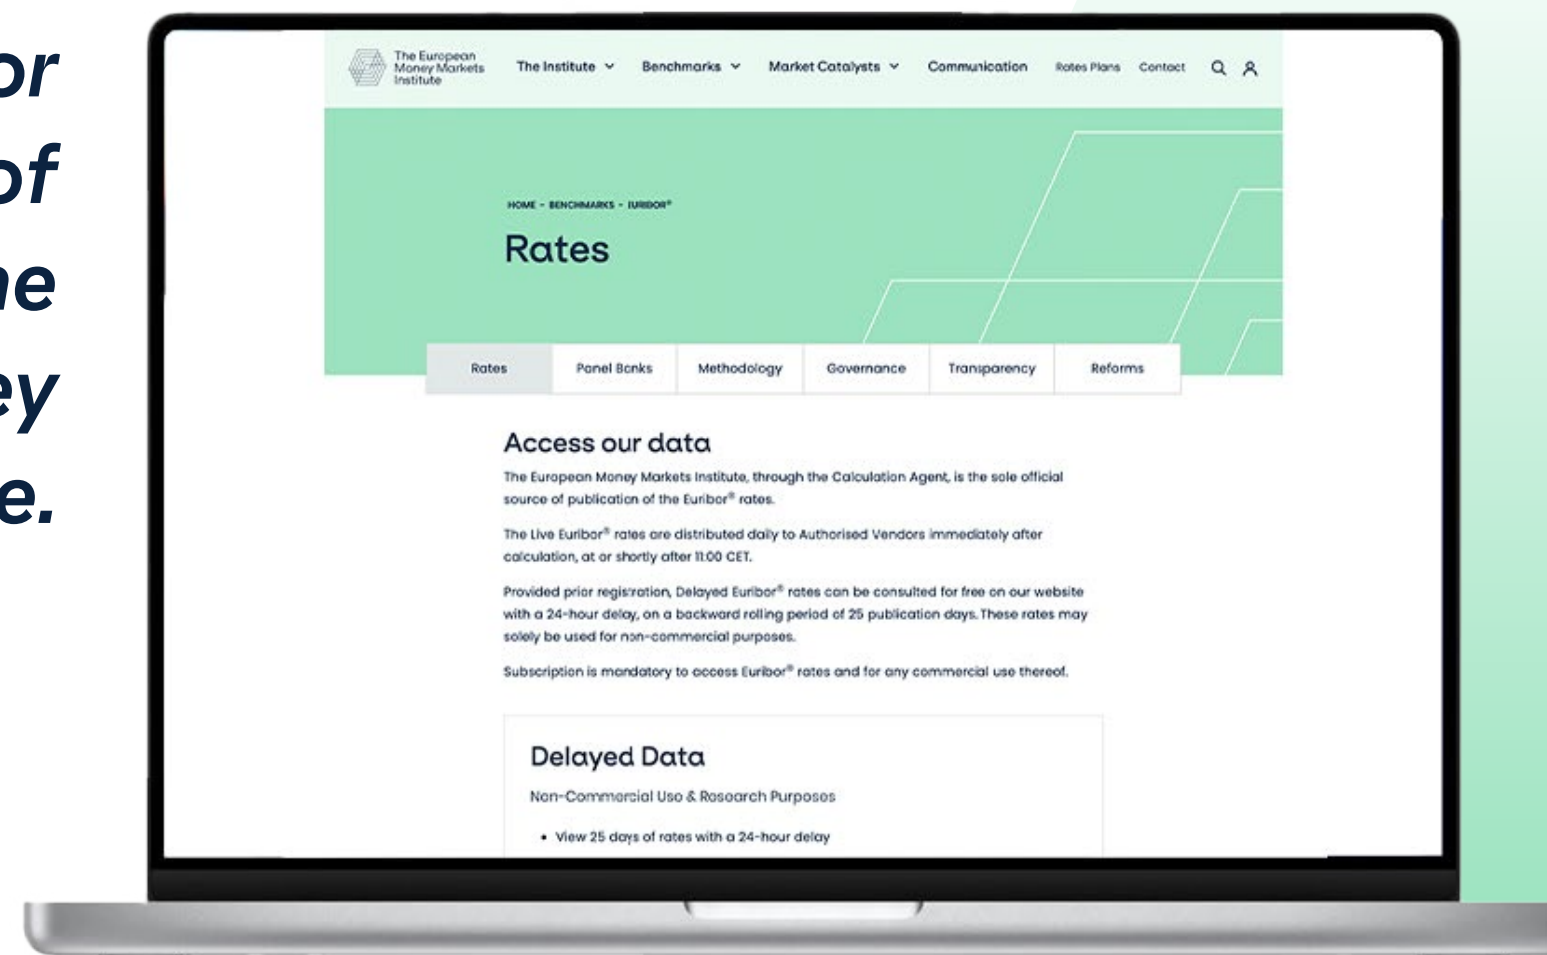 or
of
ne
ey
e.
The European
Money Markets
Institute
The Institute
Benchmarks
Market Catalysts
Communication
Rates Plans
Contact
HOME - BENCHMARKS - EURIBOR®
Rates
Rates
Panel Banks
Methodology
Governance
Transparency
Reforms
Access our data
The European Money Markets Institute, through the Calculation Agent, is the sole official
source of publication of the Euribor® rates.
The Live Euribor® rates are distributed daily to Authorised Vendors immediately after
calculation, at or shortly after 11:00 CET.
Provided prior registration, Delayed Euribor® rates can be consulted for free on our website
with a 24-hour delay, on a backward rolling period of 25 publication days. These rates may
solely be used for non-commercial purposes.
Subscription is mandatory to access Euribor® rates and for any commercial use thereof.
Delayed Data
Non-Commercial Use & Research Purposes
• View 25 days of rates with a 24-hour delay